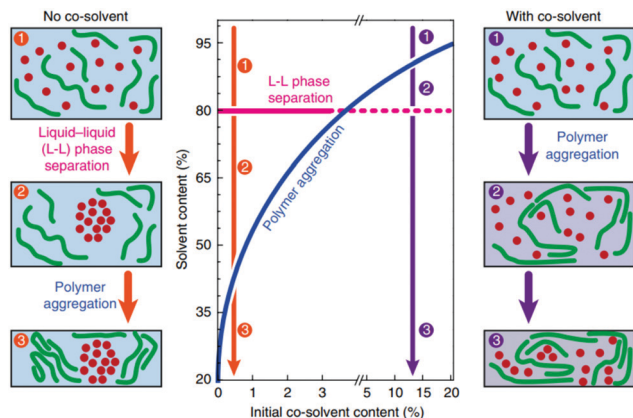 No co-solvent
1
Liquid–liquid
(L-L) phase
separation
2
Polymer
aggregation
3
Solvent content (%)
95
80
65
50
35
20
1
L-L phase
separation
2
Polymer aggregation
3
1
2
3
0 1 2 3 5 10 15 20
Initial co-solvent content (%)
With co-solvent
1
Polymer
aggregation
2
3